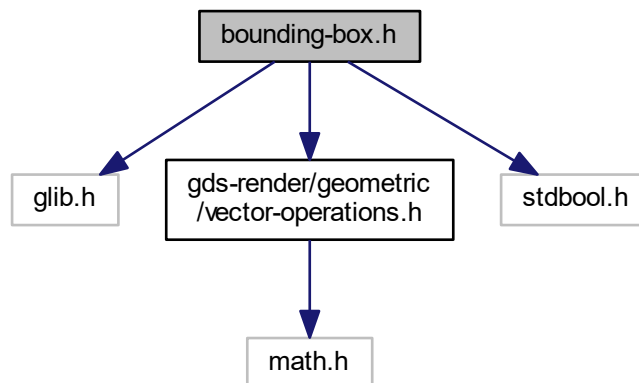 bounding-box.h
glib.h
gds-render/geometric
/vector-operations.h
stdbool.h
math.h